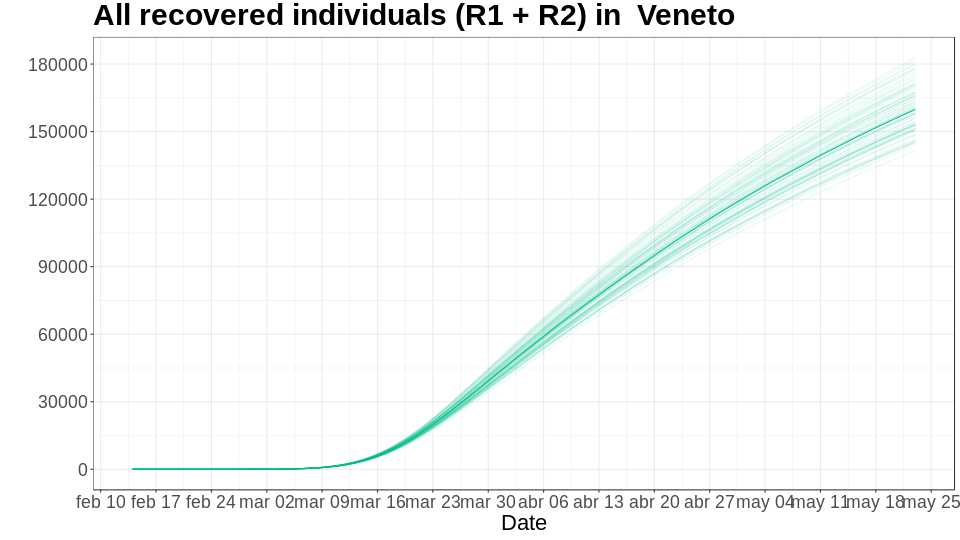 All recovered individuals (R1 + R2) in  Veneto
180000
150000
120000
90000
60000
30000
0
feb 10 feb 17 feb 24 mar 02 mar 09 mar 16 mar 23 mar 30 abr 06 abr 13 abr 20 abr 27 may 04 may 11 may 18 may 25
Date